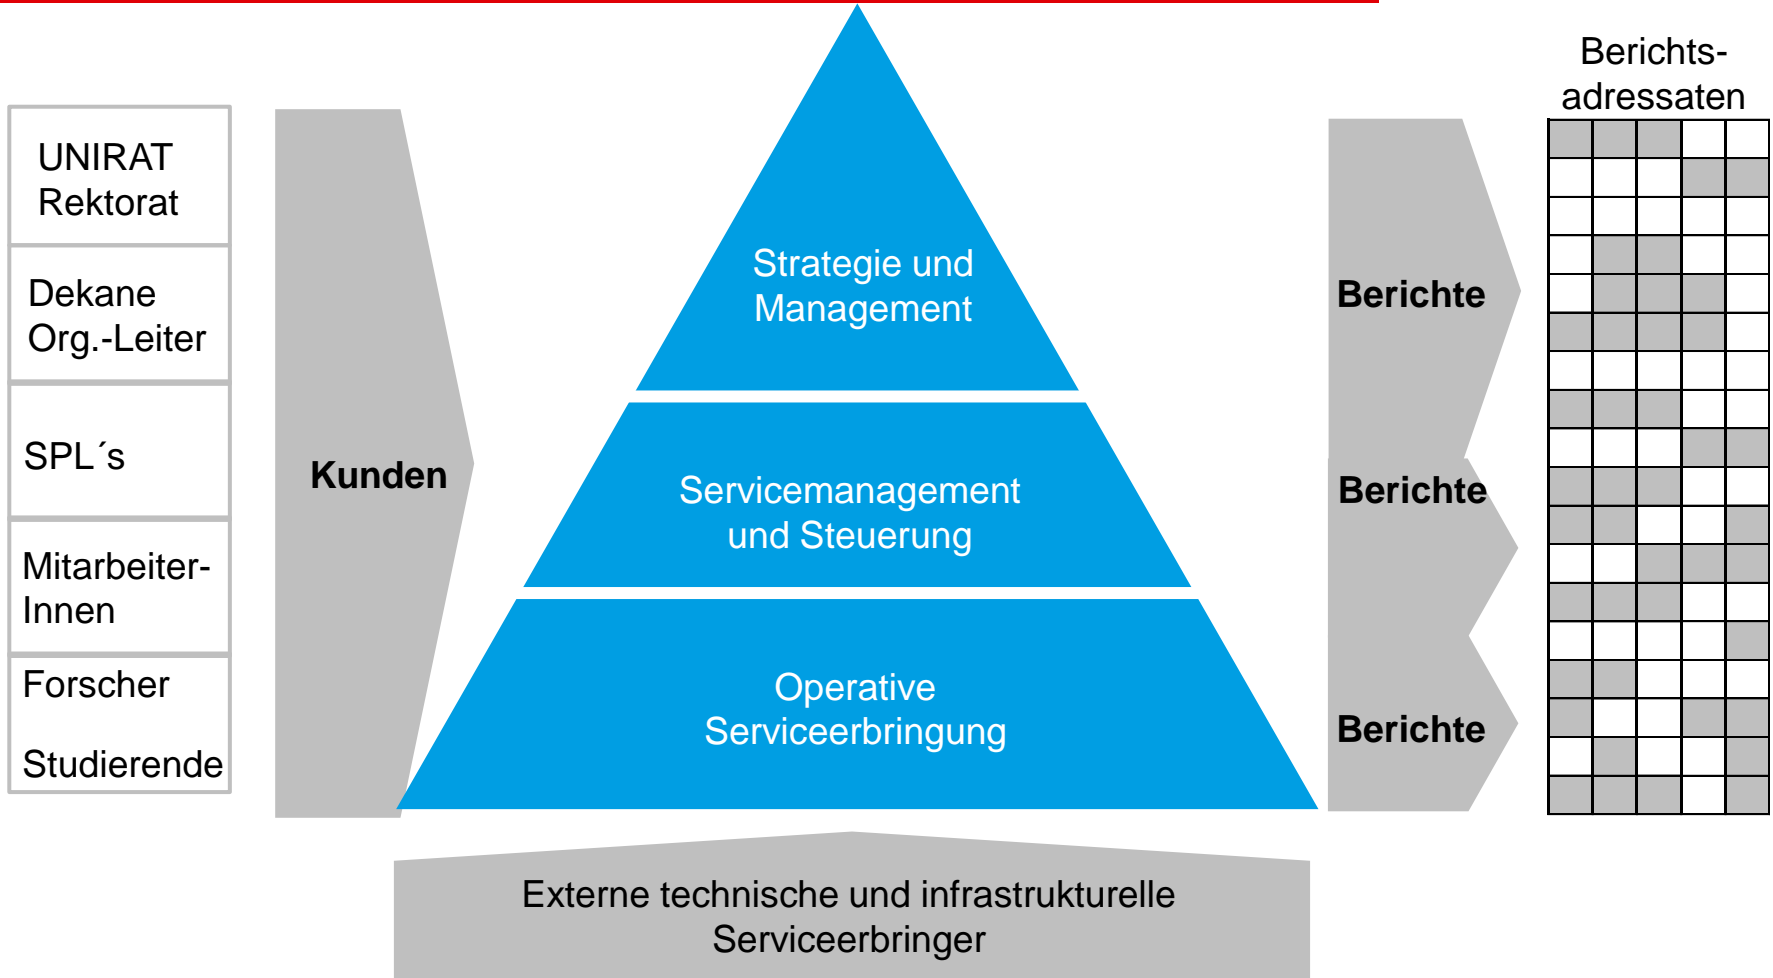 UNIRAT
Rektorat
Dekane
Org.-Leiter
SPL´s
Mitarbeiter-
Innen
Forscher
Studierende
Kunden
Strategie und
Management
Servicemanagement
und Steuerung
Operative
Serviceerbringung
Externe technische und infrastrukturelle
Serviceerbringer
Berichte
Berichte
Berichte
Berichts-
adressaten